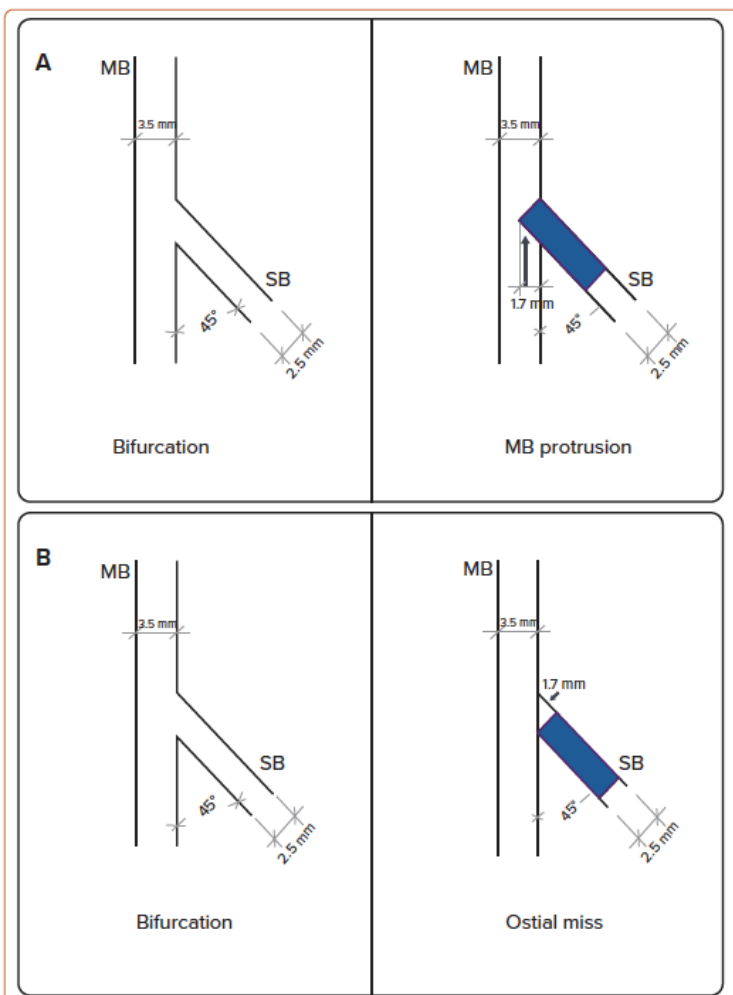 A
MB
3.5 mm
SB
45°
2.5 mm
Bifurcation
MB
3.5 mm
1.7 mm
SB
45°
2.5 mm
MB protrusion
B
MB
3.5 mm
SB
45°
2.5 mm
Bifurcation
MB
3.5 mm
1.7 mm
SB
45°
2.5 mm
Ostial miss